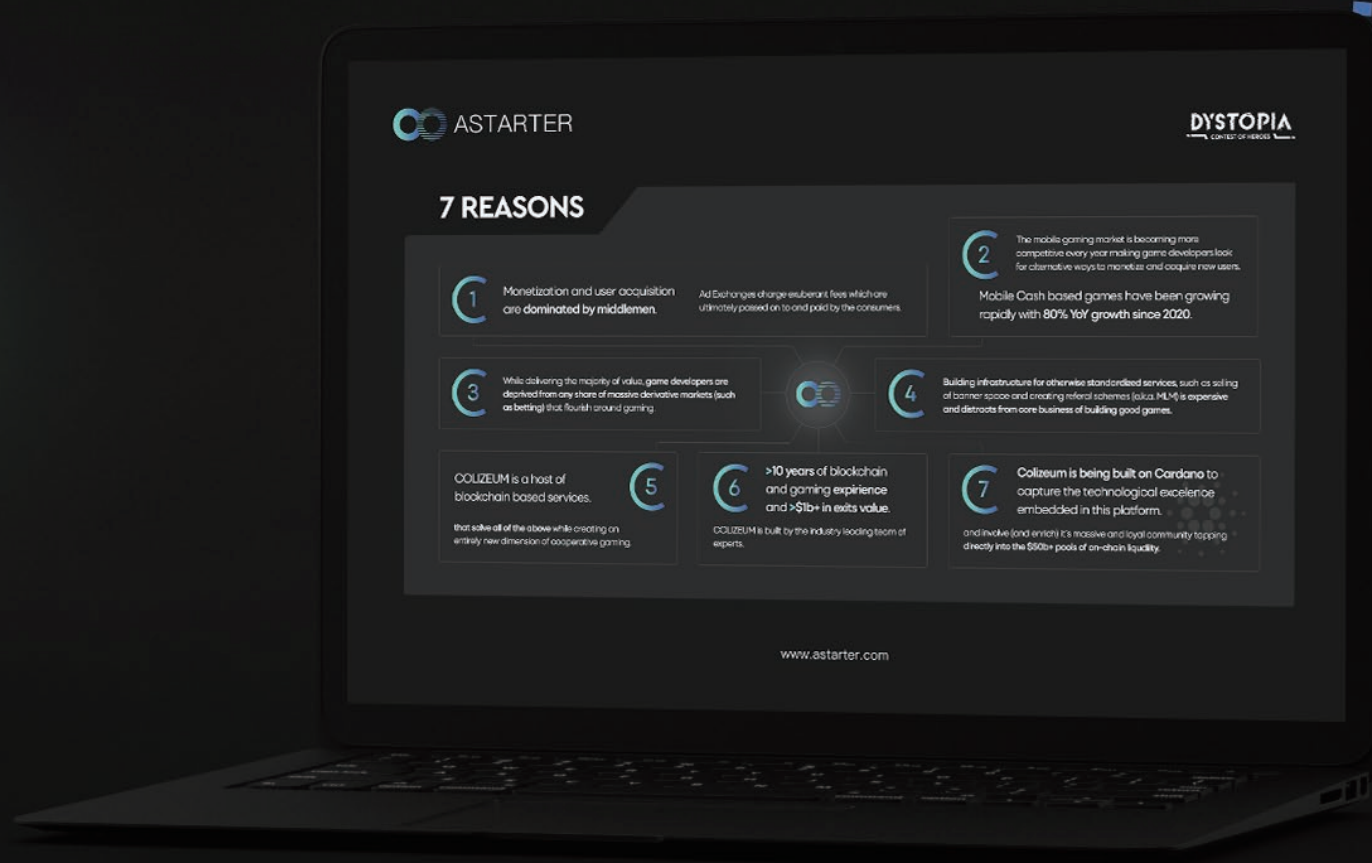 ASTARTER
DYSTOPIA
CONTEST OF HEROES
7 REASONS
1
Monetization and user acquisition
are dominated by middlemen.
Ad Exchanges charge exuberant fees which are
ultimately passed on to and paid by the consumers.
2
The mobile gaming market is becoming more
competitive every year making game developers look
for alternative ways to monetize and acquire new users.
Mobile Cash based games have been growing
rapidly with 80% YoY growth since 2020.
3
While delivering the majority of value, game developers are
deprived from any share of massive derivative markets (such
as betting) that flourish around gaming.
4
Building infrastructure for otherwise standardized services, such as selling
of banner space and creating referal schemes (a.k.a. MLM) is expensive
and distracts from core business of building good games.
COLIZEUM is a host of
blockchain based services.
5
that solve all of the above while creating an
entirely new dimension of cooperative gaming.
6
>10 years of blockchain
and gaming expirience
and >$1b+ in exits value.
COLIZEUM is built by the industry leading team of
experts.
7
Colizeum is being built on Cardano to
capture the technological excelence
embedded in this platform.
and involve (and enrich) it's massive and loyal community tapping
directly into the $50b+ pools of on-chain liqudility.
www.astarter.com